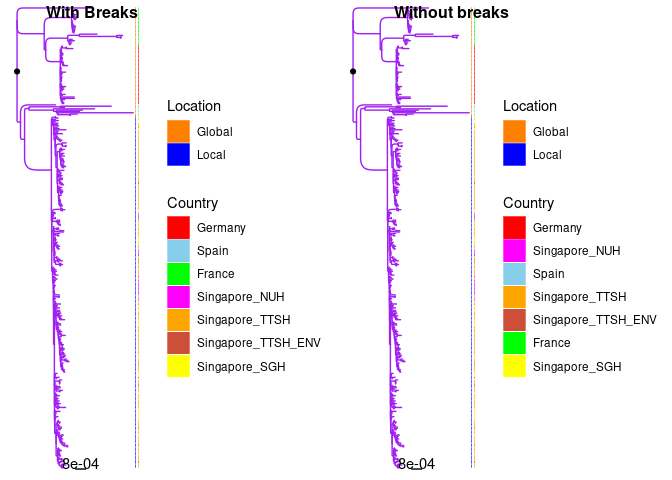 With Breaks
Location
Global
Local
Country
Germany
Spain
France
Singapore_NUH
Singapore_TTSH
Singapore_TTSH_ENV
Singapore_SGH
8e-04
Without breaks
Location
Global
Local
Country
Germany
Singapore_NUH
Spain
Singapore_TTSH
Singapore_TTSH_ENV
France
Singapore_SGH
8e-04